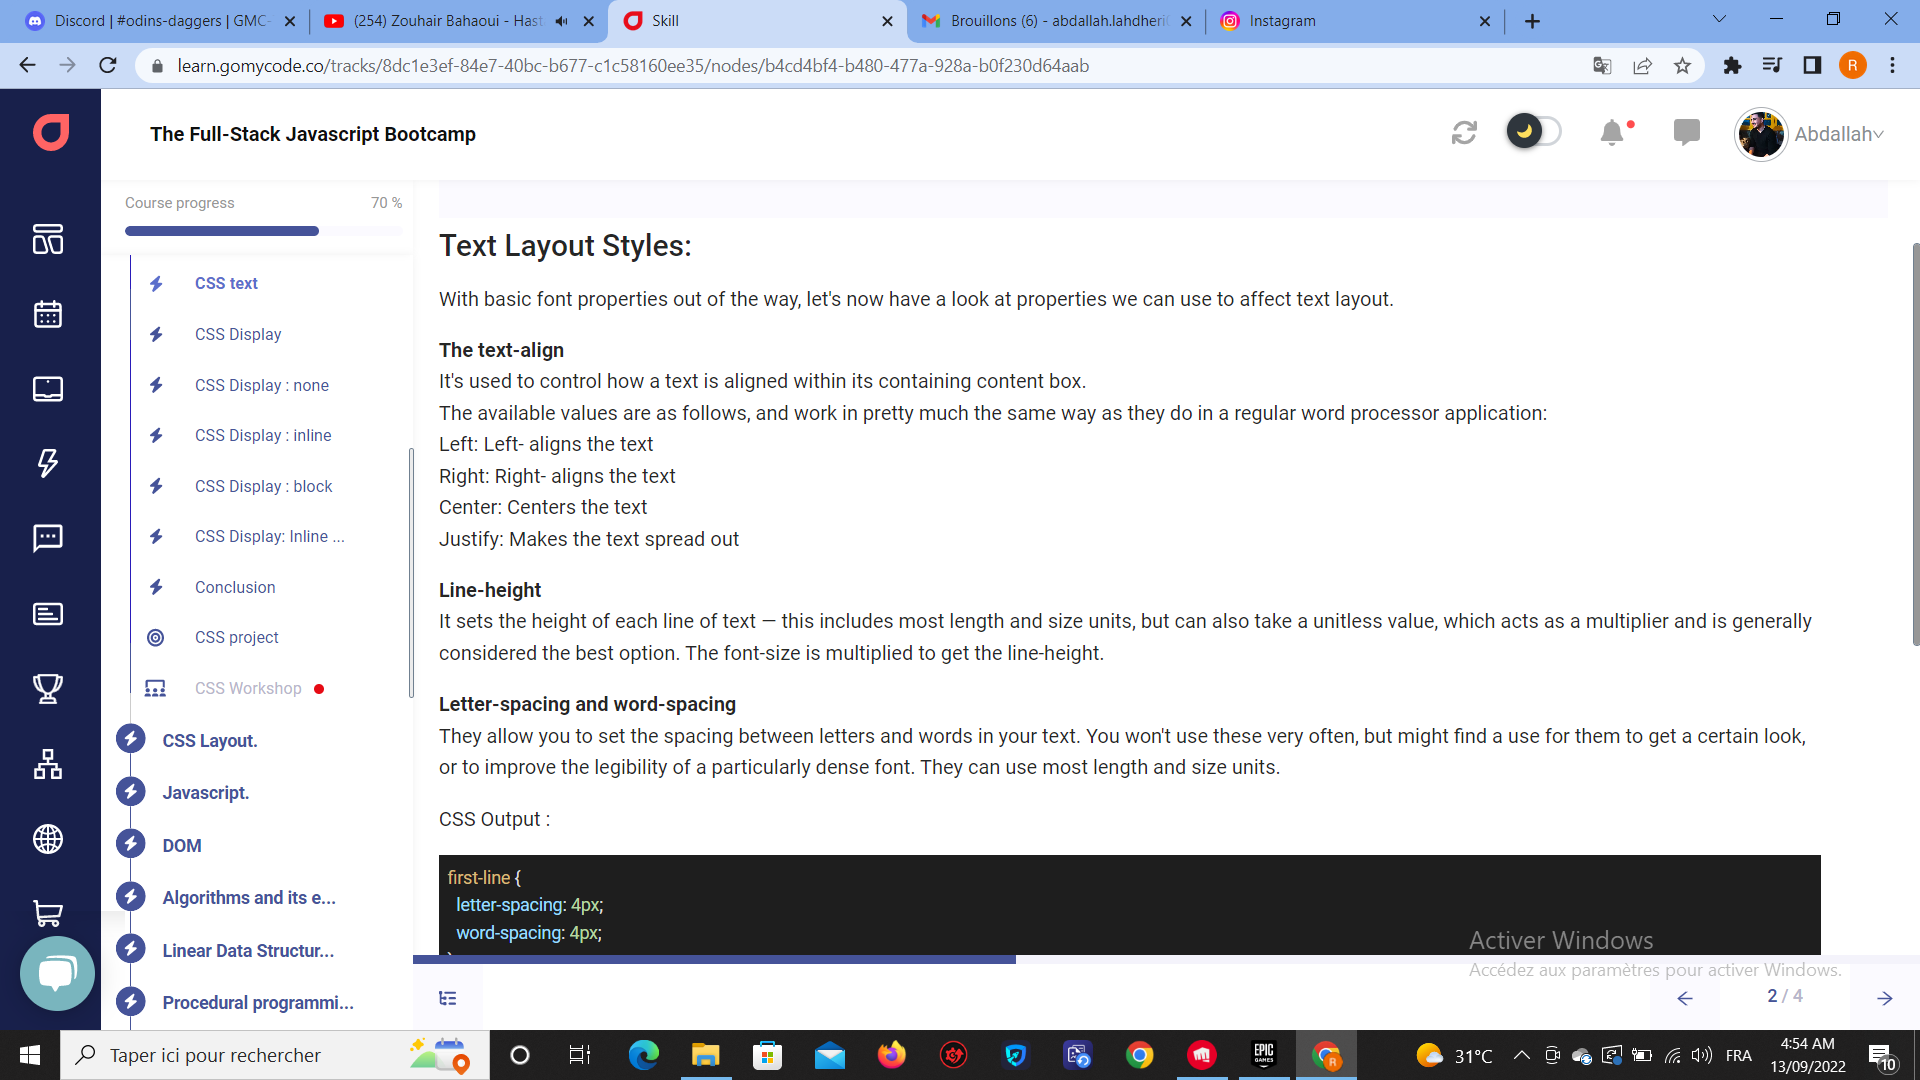 Discord | #odins-daggers | GMC-
(254) Zouhair Bahaoui - Hast
Skill
Brouillons (6) - abdallah.lahdheri
Instagram
learn.gomycode.co/tracks/8dc1e3ef-84e7-40bc-b677-c1c58160ee35/nodes/b4cd4bf4-b480-477a-928a-b0f230d64aab
R
The Full-Stack Javascript Bootcamp
Abdallah
Course progress 70 %
CSS text
CSS Display
CSS Display : none
CSS Display : inline
CSS Display : block
CSS Display: Inline ...
Conclusion
CSS project
CSS Workshop
CSS Layout.
Javascript.
DOM
Algorithms and its e...
Linear Data Structur...
Procedural programmi...
Text Layout Styles:
With basic font properties out of the way, let's now have a look at properties we can use to affect text layout.
The text-align
It's used to control how a text is aligned within its containing content box.
The available values are as follows, and work in pretty much the same way as they do in a regular word processor application:
Left: Left- aligns the text
Right: Right- aligns the text
Center: Centers the text
Justify: Makes the text spread out
Line-height
It sets the height of each line of text — this includes most length and size units, but can also take a unitless value, which acts as a multiplier and is generally
considered the best option. The font-size is multiplied to get the line-height.
Letter-spacing and word-spacing
They allow you to set the spacing between letters and words in your text. You won't use these very often, but might find a use for them to get a certain look,
or to improve the legibility of a particularly dense font. They can use most length and size units.
CSS Output :
first-line {
letter-spacing: 4px;
word-spacing: 4px;
Activer Windows
Accédez aux paramètres pour activer Windows.
2 / 4
Taper ici pour rechercher
EPIC
GAMES
R
31°C
FRA
4:54 AM
13/09/2022
10